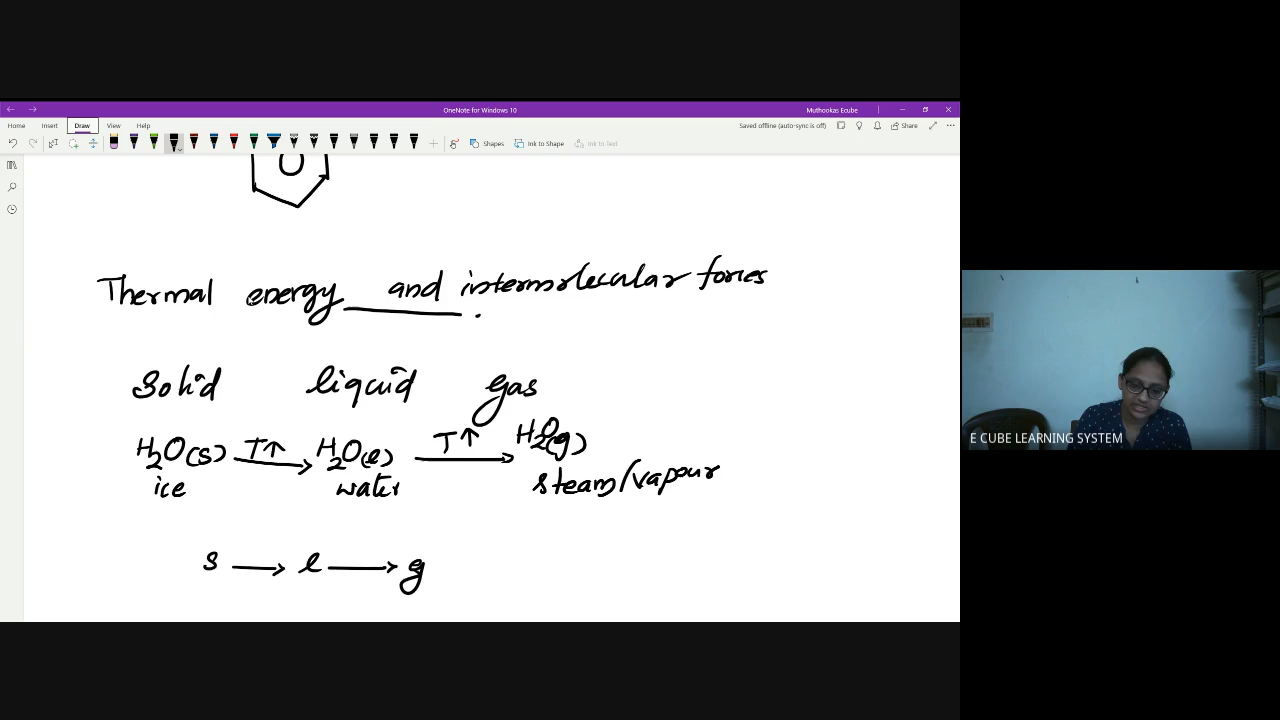 OneNote for Windows 10
Muthookas Ecube
Home Insert Draw View Help
Saved offline (auto-sync is off) Share
Shapes Ink to Shape Ink to Text
Thermal energy and intermolecular forces
Solid liquid gas
H2O(s) T↑ → H2O(l) T↑ → H2O(g)
ice water steam/vapour
s → l → g
E CUBE LEARNING SYSTEM